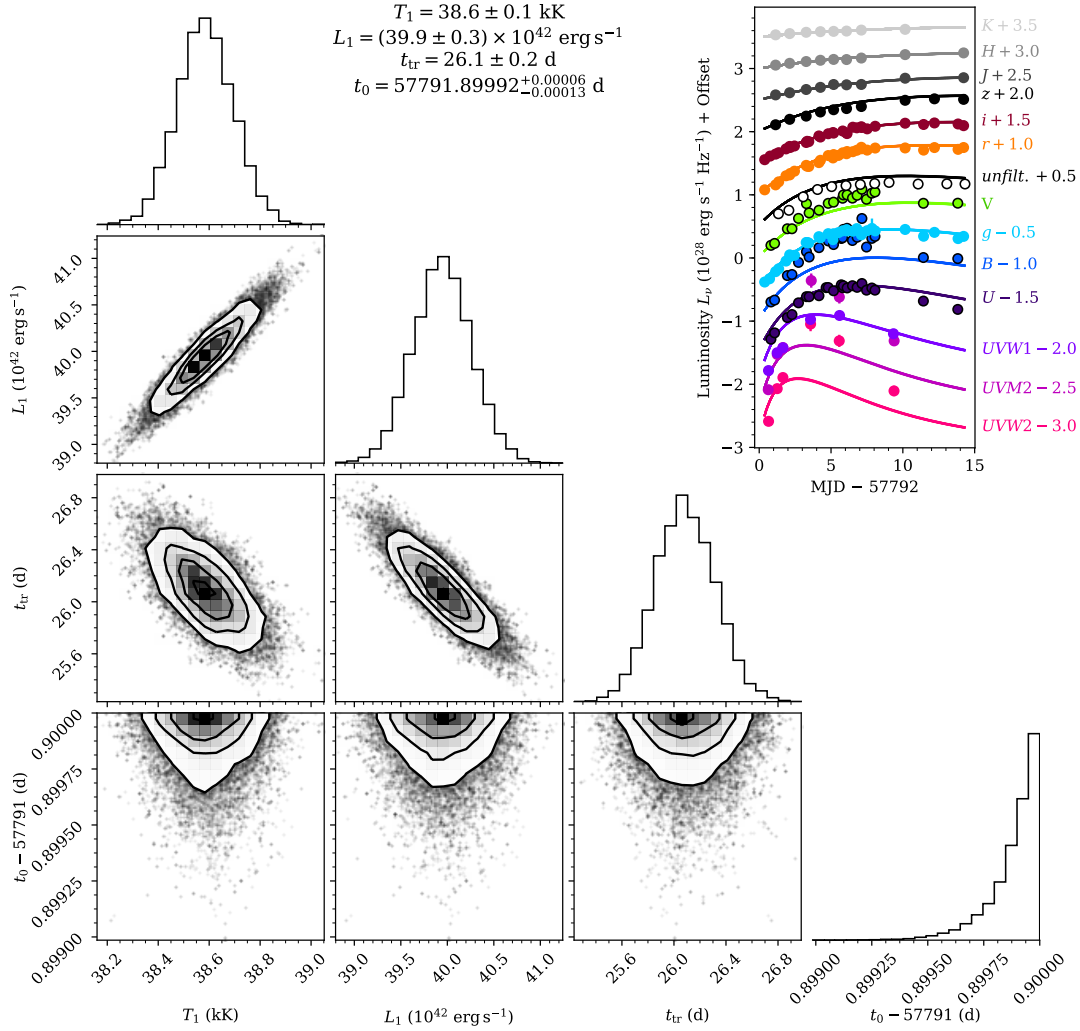 T₁ = 38.6 ± 0.1 kK
L₁ = (39.9 ± 0.3) × 10⁴² erg s⁻¹
t_tr = 26.1 ± 0.2 d
t₀ = 57791.89992⁺⁰·⁰⁰⁰⁰⁶₋₀.₀₀₀₁₃ d
Luminosity L_ν (10²⁸ erg s⁻¹ Hz⁻¹) + Offset
3
2
1
0
−1
−2
−3
0
5
10
15
MJD − 57792
K + 3.5
H + 3.0
J + 2.5
z + 2.0
i + 1.5
r + 1.0
unfilt. + 0.5
V
g − 0.5
B − 1.0
U − 1.5
UVW1 − 2.0
UVM2 − 2.5
UVW2 − 3.0
L₁ (10⁴² erg s⁻¹)
41.0
40.5
40.0
39.5
39.0
t_tr (d)
26.8
26.4
26.0
25.6
t₀ − 57791 (d)
0.90000
0.89975
0.89950
0.89925
0.89900
38.2
38.4
38.6
38.8
39.0
T₁ (kK)
39.0
39.5
40.0
40.5
41.0
L₁ (10⁴² erg s⁻¹)
25.6
26.0
26.4
26.8
t_tr (d)
0.89900
0.89925
0.89950
0.89975
0.90000
t₀ − 57791 (d)